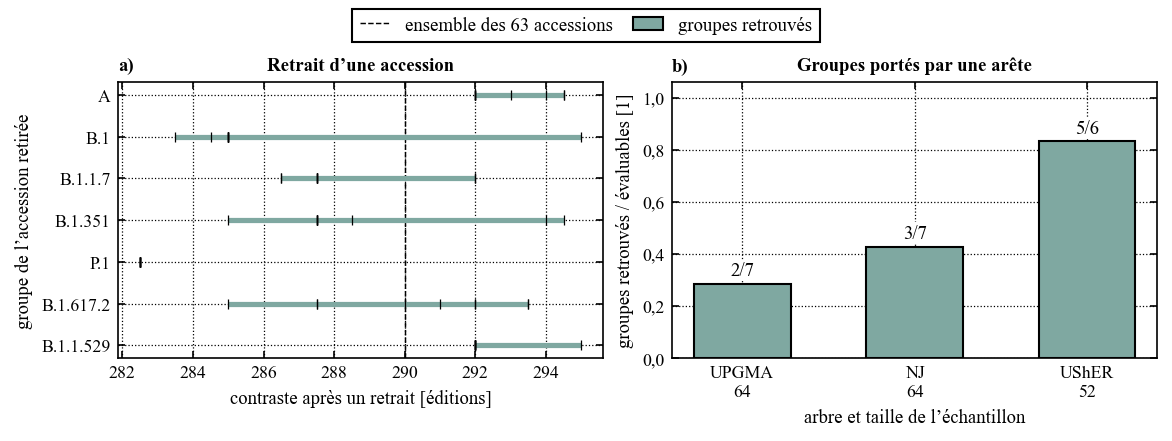 ensemble des 63 accessions
groupes retrouvés
a)
Retrait d’une accession
groupe de l’accession retirée
A
B.1
B.1.1.7
B.1.351
P.1
B.1.617.2
B.1.1.529
282
284
286
288
290
292
294
contraste après un retrait [éditions]
b)
Groupes portés par une arête
groupes retrouvés / évaluables [1]
1,0
0,8
0,6
0,4
0,2
0,0
2/7
3/7
5/6
UPGMA
64
NJ
64
UShER
52
arbre et taille de l’échantillon